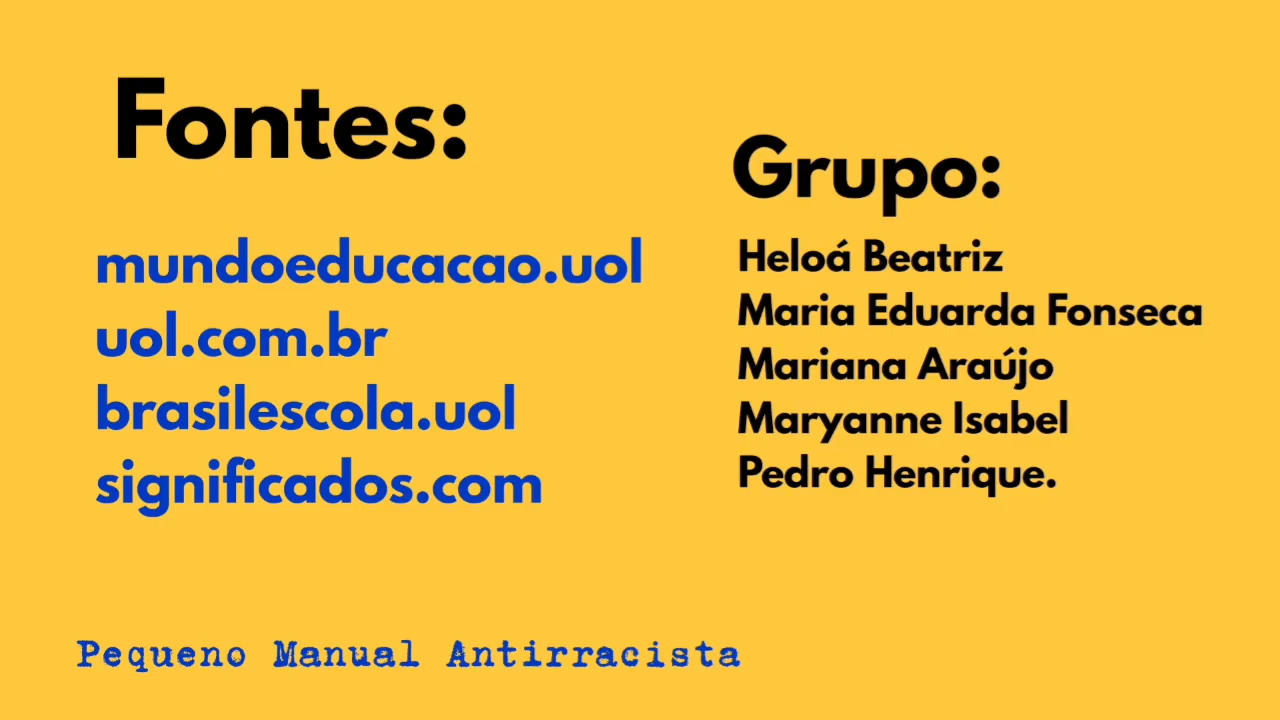 Fontes:
mundoeducacao.uol
uol.com.br
brasilescola.uol
significados.com
Grupo:
Heloá Beatriz
Maria Eduarda Fonseca
Mariana Araújo
Maryanne Isabel
Pedro Henrique.
Pequeno Manual Antirracista